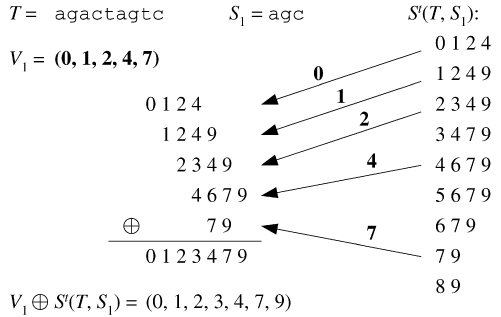 T = agactagtc S₁ = agc Sᵗ(T, S₁):
V₁ = (0, 1, 2, 4, 7)
0 1 2 4
1 2 4 9
2 3 4 9
3 4 7 9
4 6 7 9
5 6 7 9
6 7 9
7 9
8 9
0
1
2
4
7
0 1 2 4
1 2 4 9
2 3 4 9
4 6 7 9
⊕ 7 9
0 1 2 3 4 7 9
V₁ ⊕ Sᵗ(T, S₁) = (0, 1, 2, 3, 4, 7, 9)